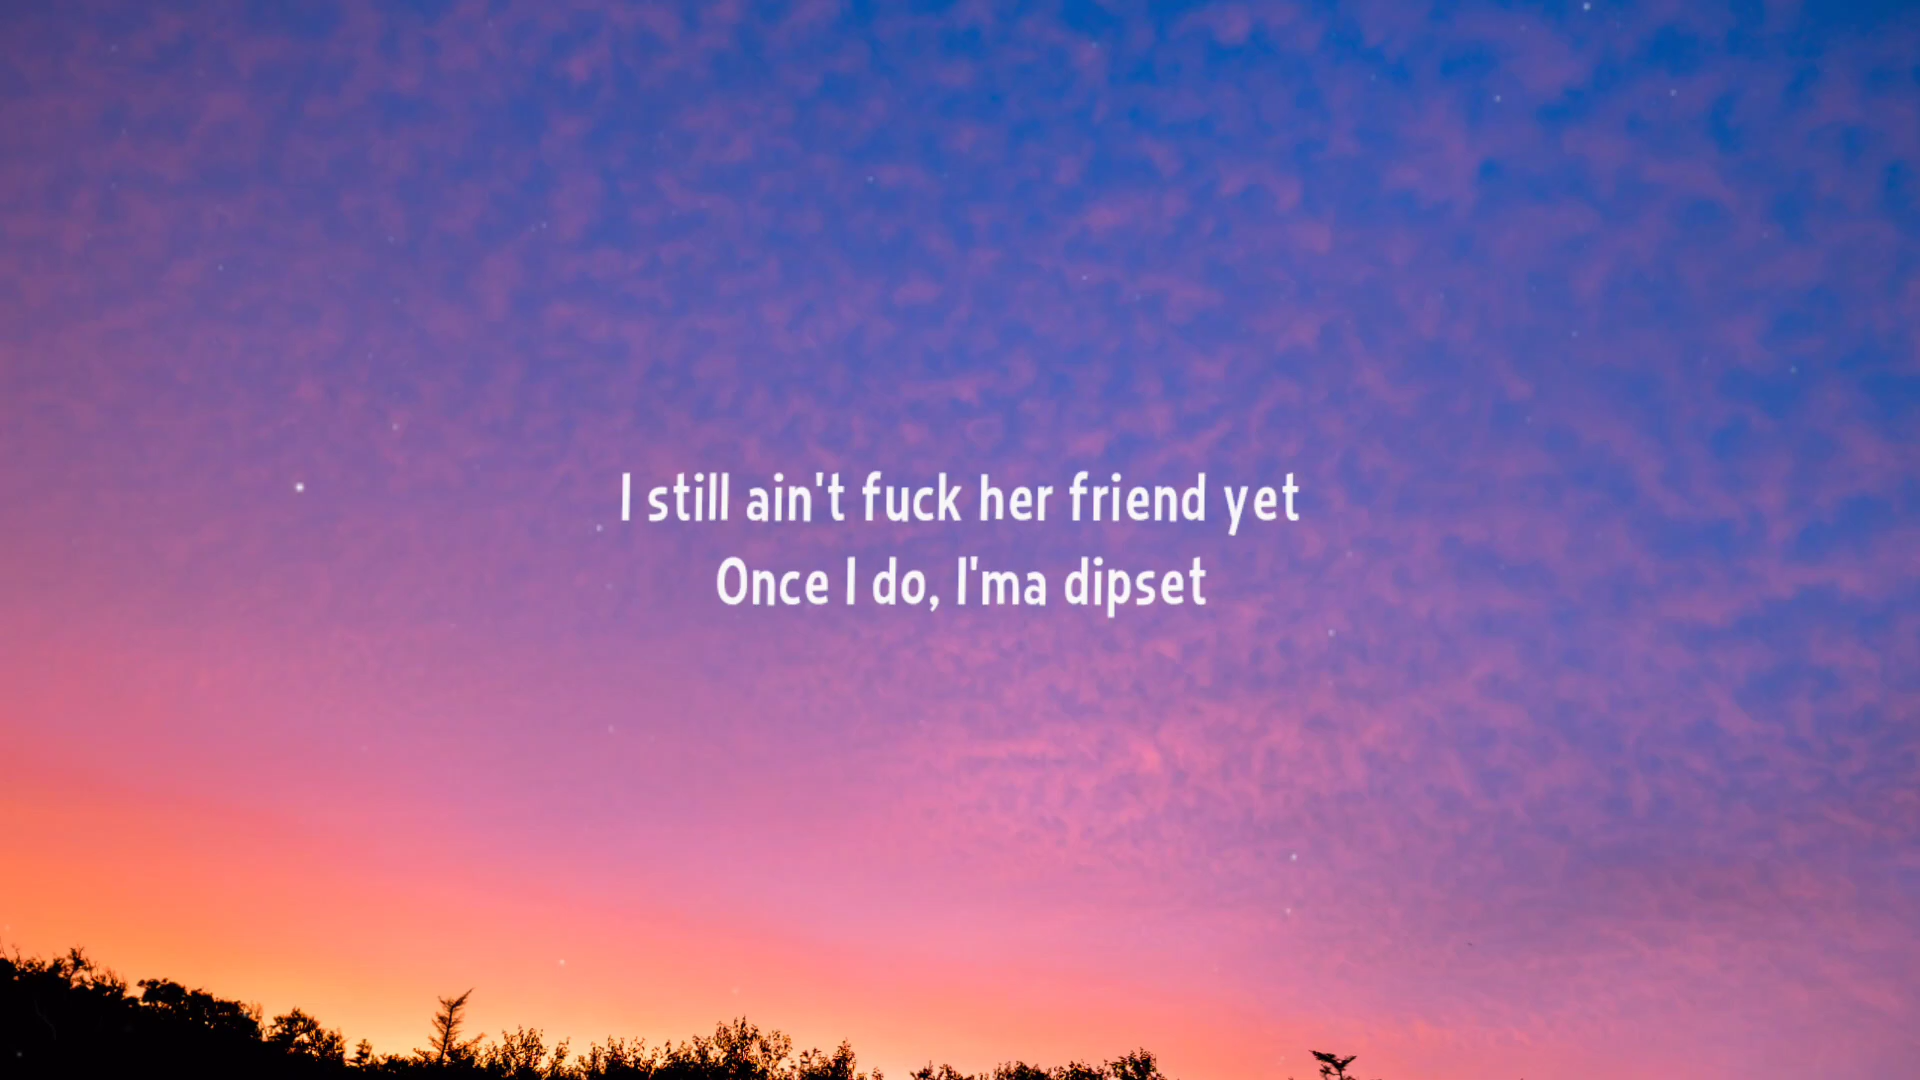 I still ain't fuck her friend yet
Once I do, I'ma dipset